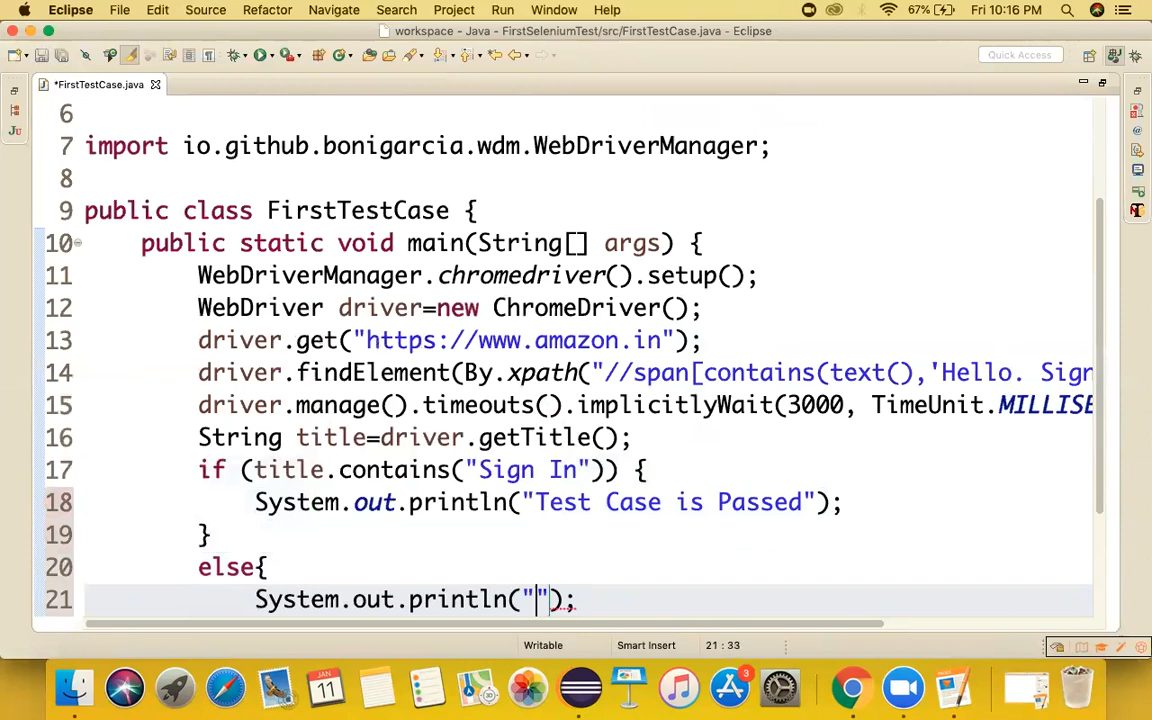 Eclipse File Edit Source Refactor Navigate Search Project Run Window Help 67% Fri 10:16 PM
workspace - Java - FirstSeleniumTest/src/FirstTestCase.java - Eclipse
Quick Access
*FirstTestCase.java
6
7 import io.github.bonigarcia.wdm.WebDriverManager;
8
9 public class FirstTestCase {
10 public static void main(String[] args) {
11 WebDriverManager.chromedriver().setup();
12 WebDriver driver=new ChromeDriver();
13 driver.get("https://www.amazon.in");
14 driver.findElement(By.xpath("//span[contains(text(),'Hello. Sign
15 driver.manage().timeouts().implicitlyWait(3000, TimeUnit.MILLISE
16 String title=driver.getTitle();
17 if (title.contains("Sign In")) {
18 System.out.println("Test Case is Passed");
19 }
20 else{
21 System.out.println("");
Writable Smart Insert 21 : 33
JAN
11
3